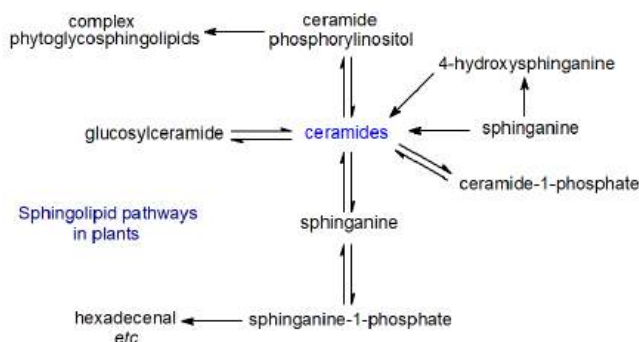 complex
phytoglycosphingolipids
ceramide
phosphorylinositol
4-hydroxysphinganine
glucosylceramide
ceramides
sphinganine
ceramide-1-phosphate
Sphingolipid pathways
in plants
sphinganine
hexadecenal
etc
sphinganine-1-phosphate